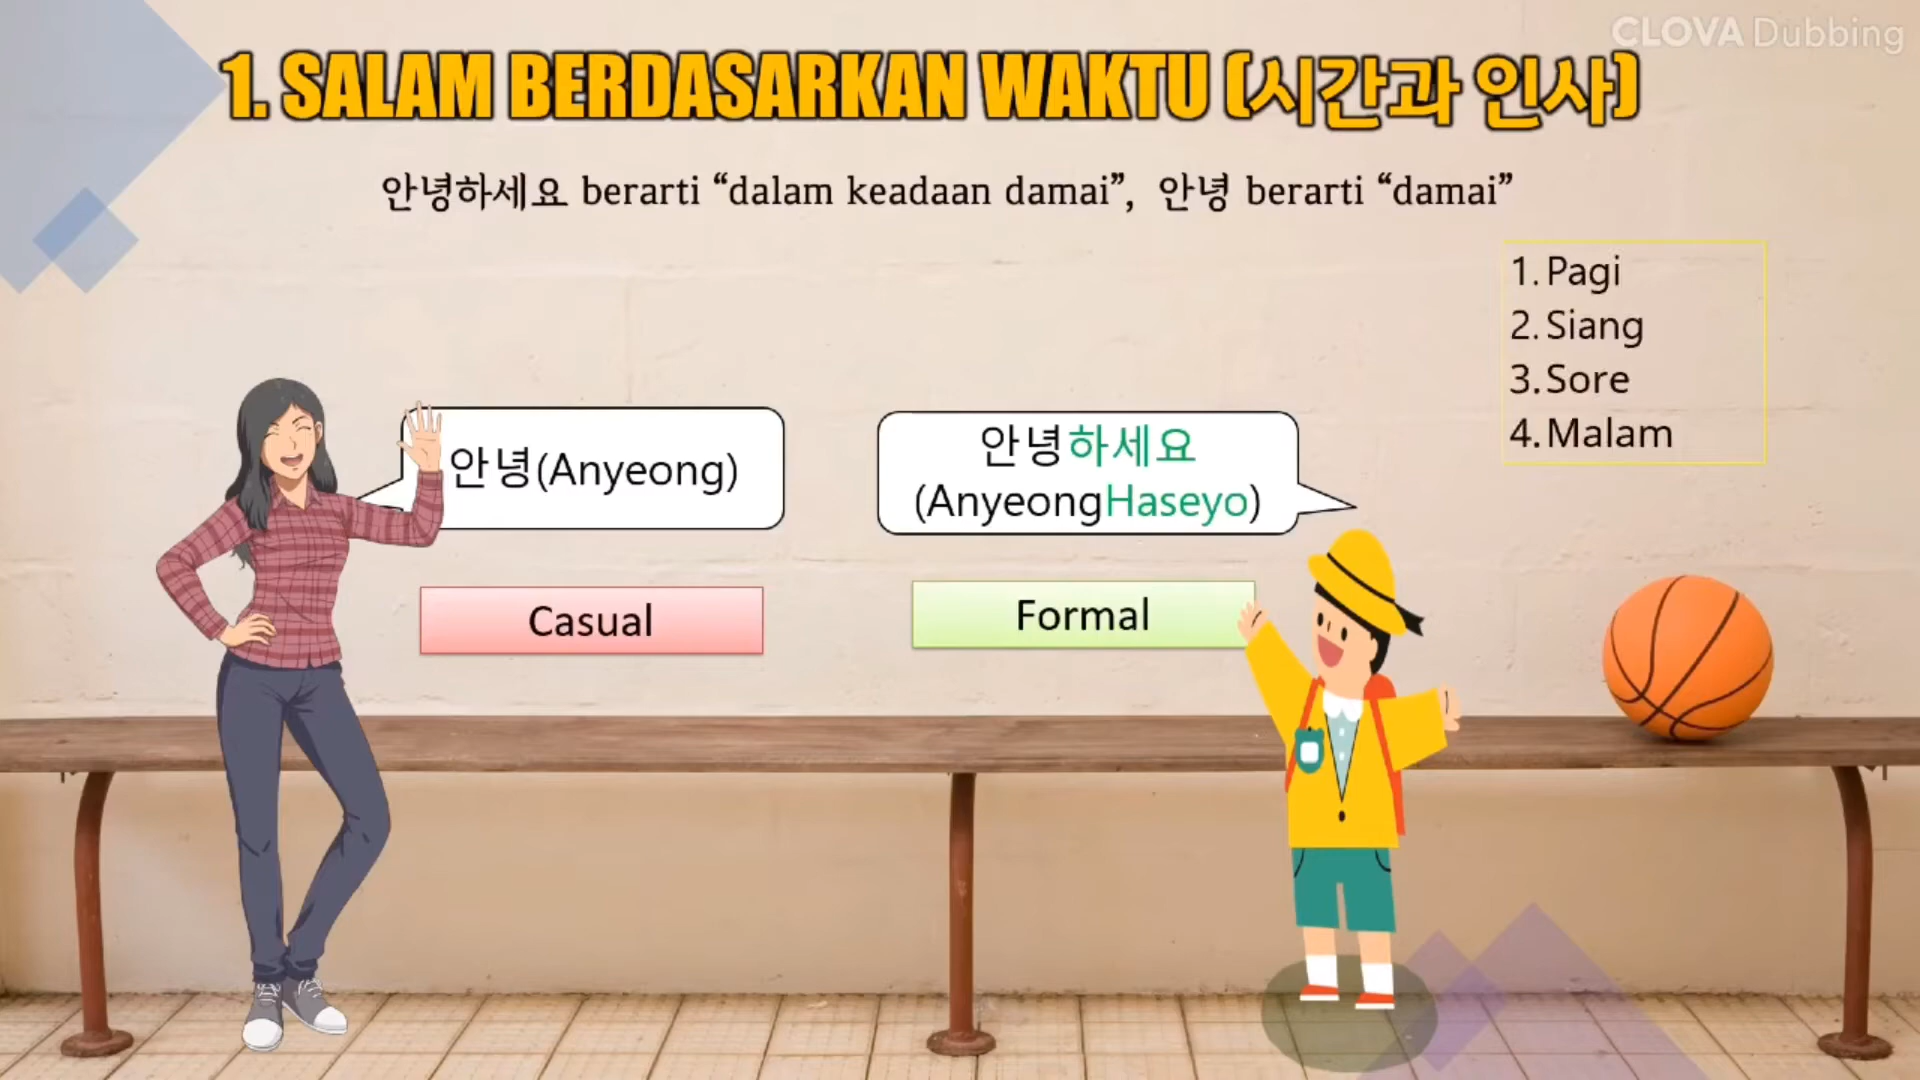 CLOVA Dubbing
1. SALAM BERDASARKAN WAKTU (시간과 인사)
안녕하세요 berarti “dalam keadaan damai”, 안녕 berarti “damai”
1. Pagi
2. Siang
3. Sore
4. Malam
안녕(Anyeong)
안녕하세요
(AnyeongHaseyo)
Casual
Formal